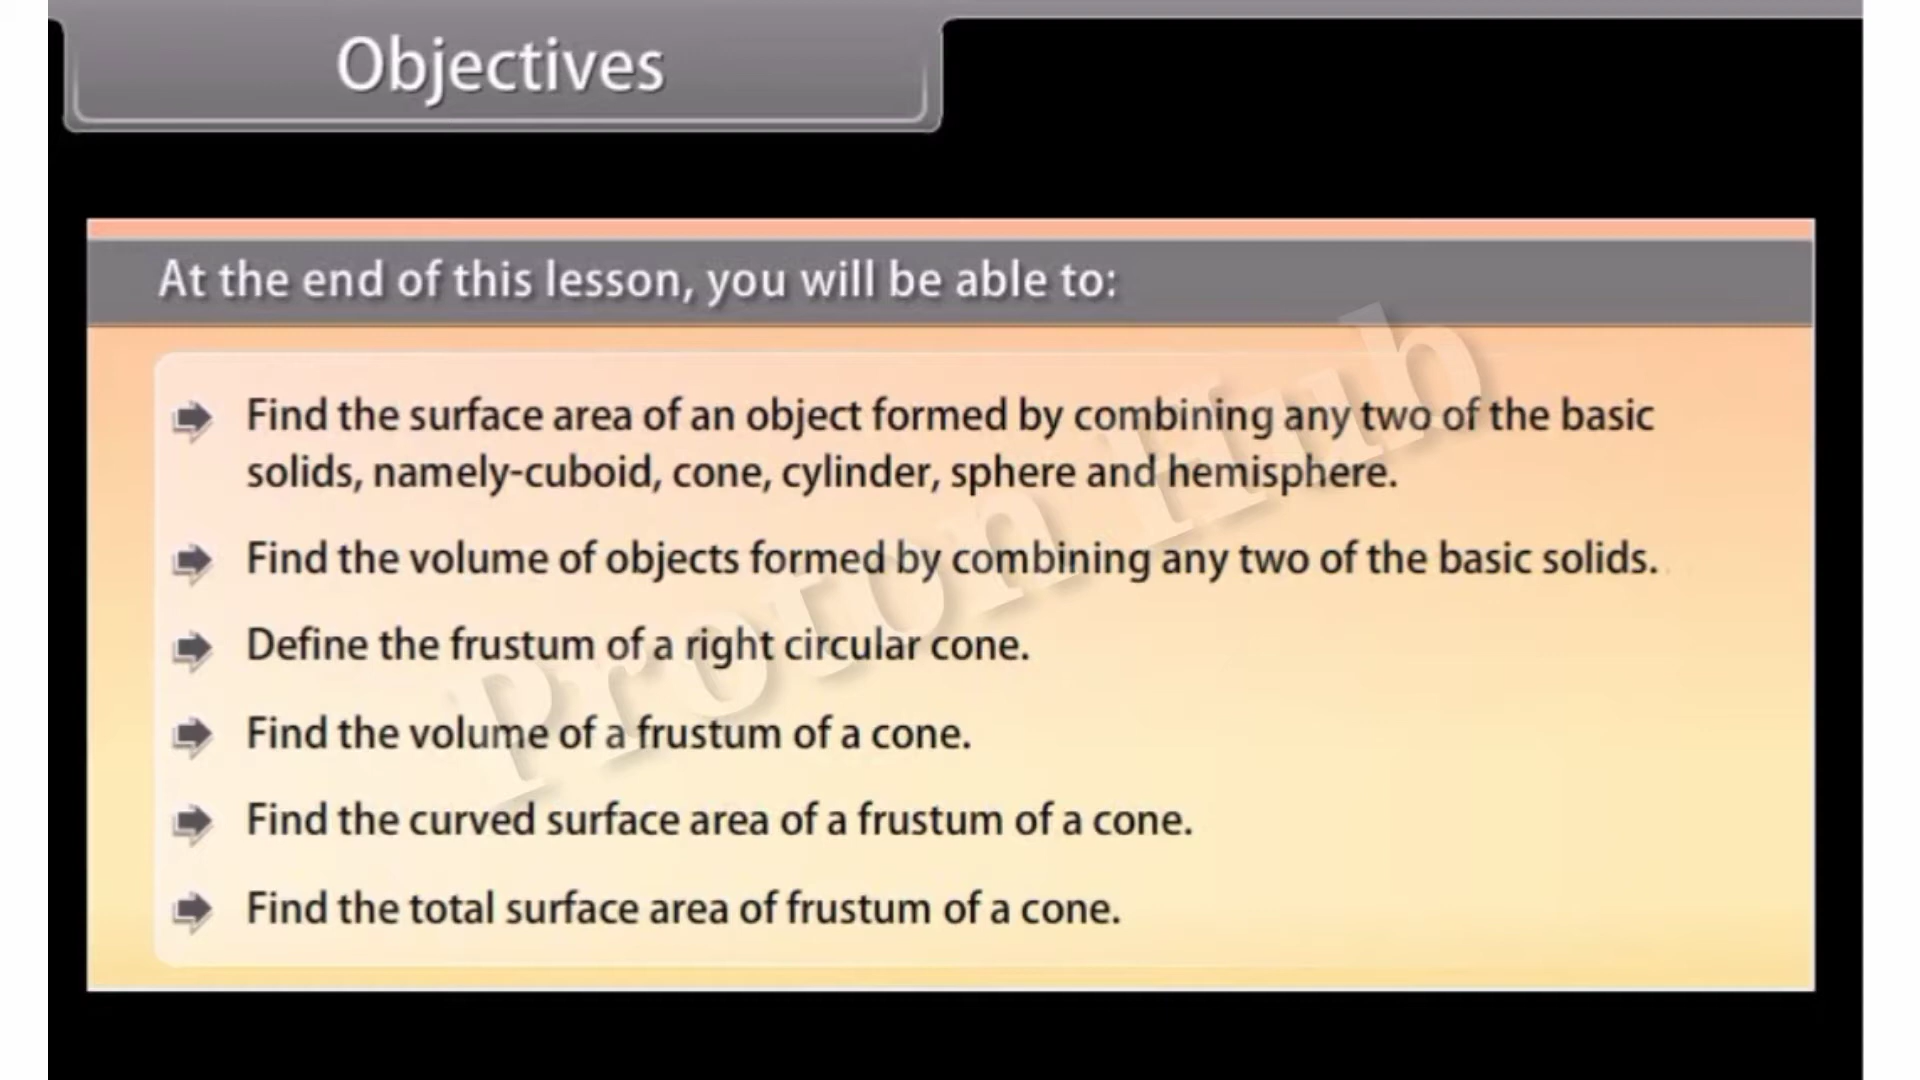 Objectives
At the end of this lesson, you will be able to:
Find the surface area of an object formed by combining any two of the basic
solids, namely-cuboid, cone, cylinder, sphere and hemisphere.
Find the volume of objects formed by combining any two of the basic solids.
Define the frustum of a right circular cone.
Find the volume of a frustum of a cone.
Find the curved surface area of a frustum of a cone.
Find the total surface area of frustum of a cone.
Proton Hub